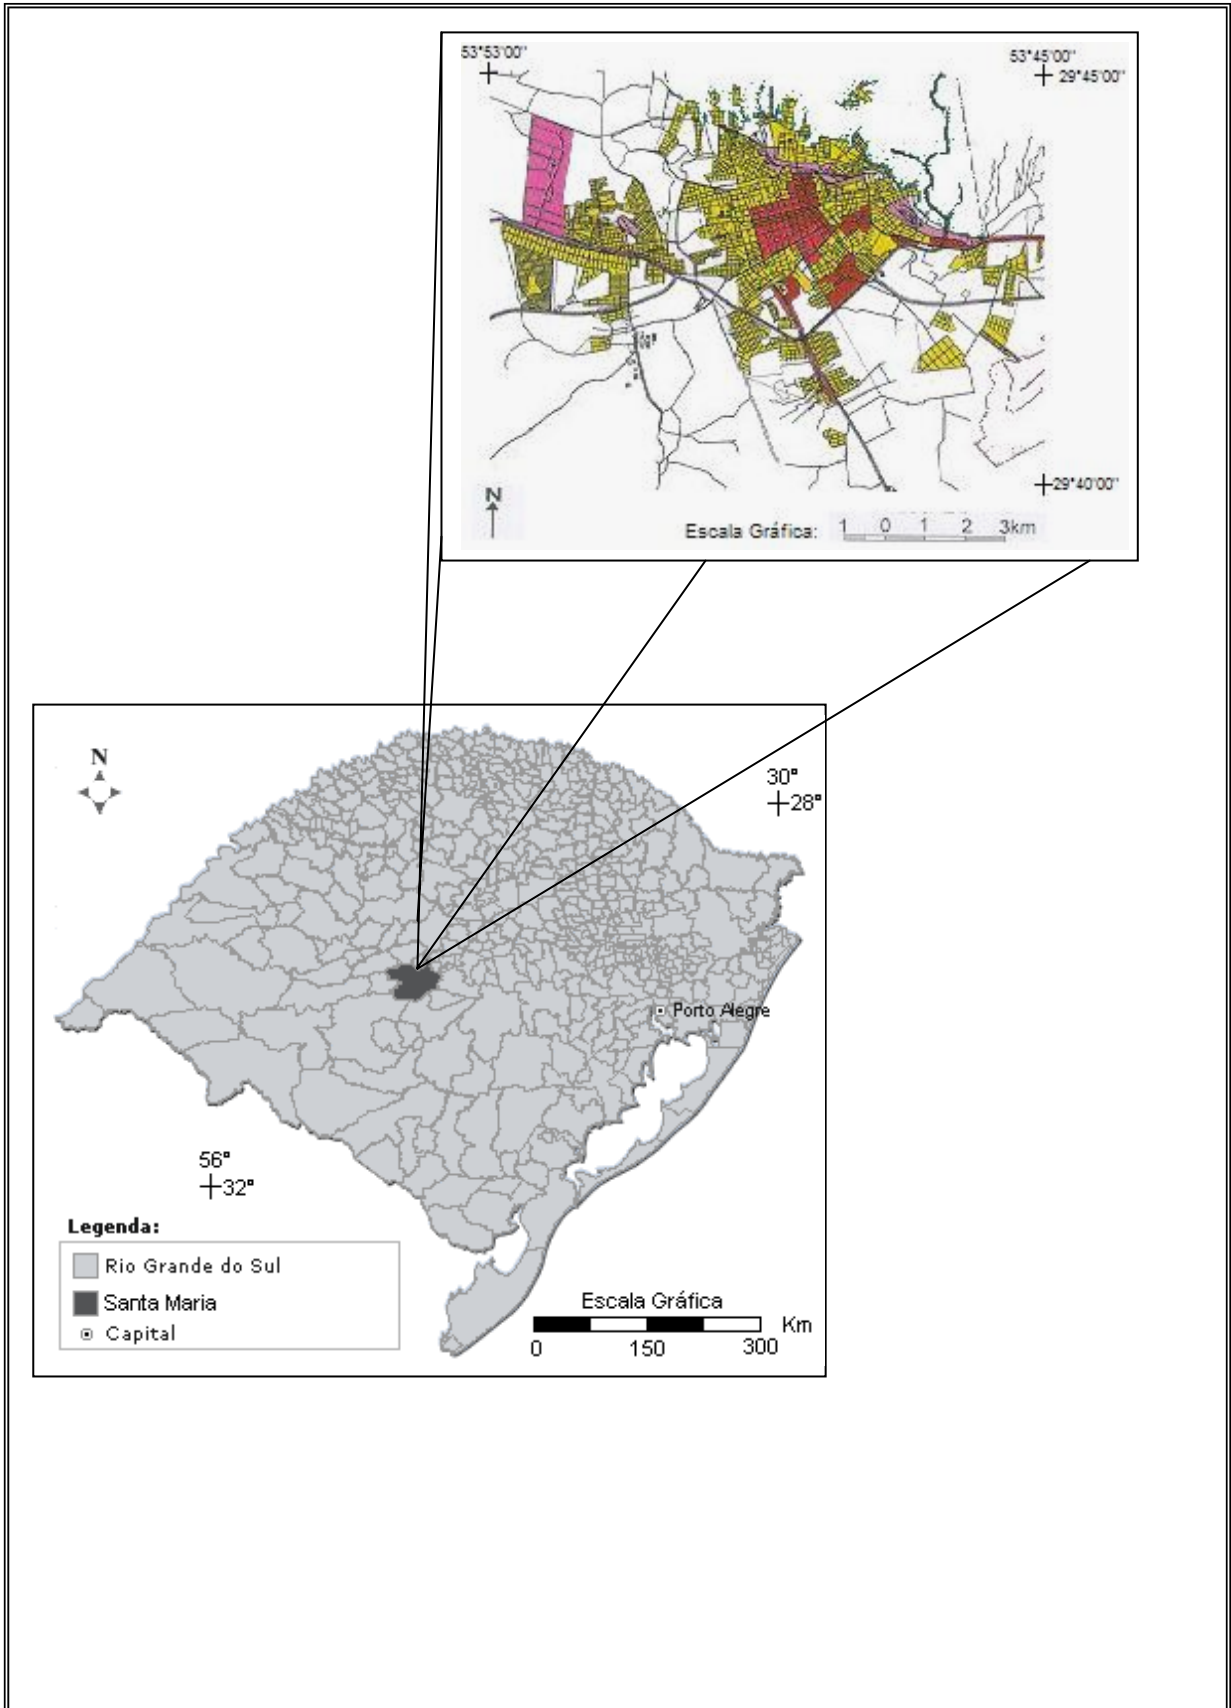 53°53'00"
53°45'00"
29°45'00"
29°40'00"
N
Escala Gráfica: 1 0 1 2 3km
N
30°
28°
Porto Alegre
56°
32°
Legenda:
Rio Grande do Sul
Santa Maria
Capital
Escala Gráfica
Km
0 150 300